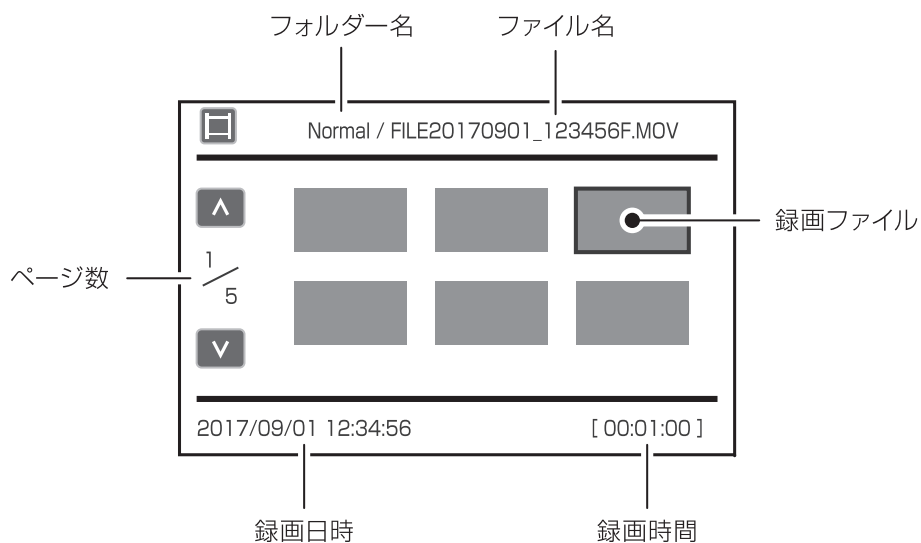 フォルダー名 ファイル名
Normal / FILE20170901_123456F.MOV
録画ファイル
ページ数
1/5
2017/09/01 12:34:56 [ 00:01:00 ]
録画日時 録画時間